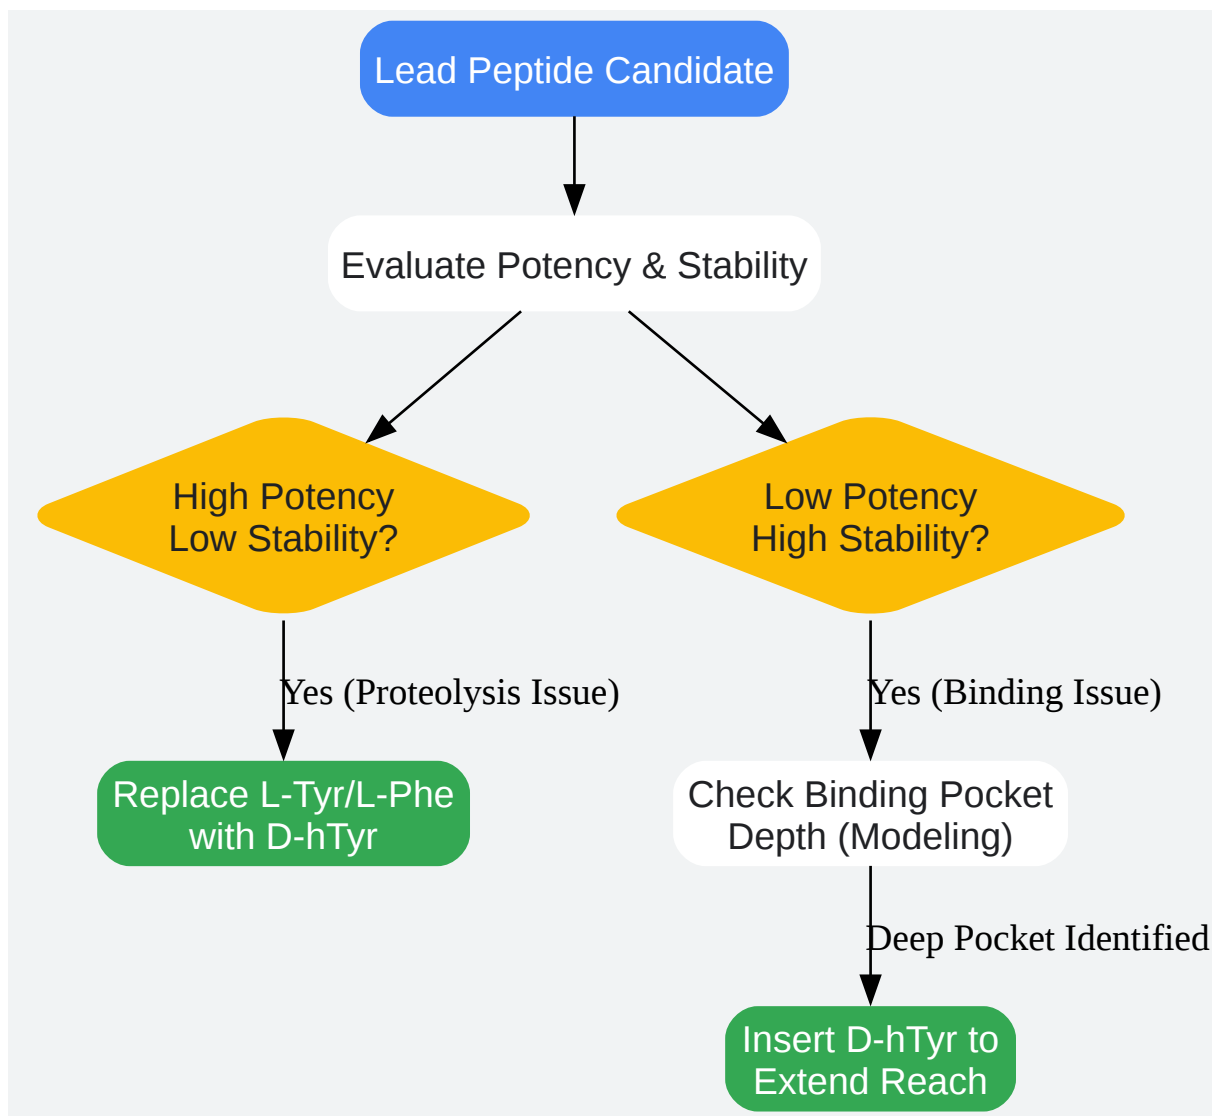 Lead Peptide Candidate
Evaluate Potency & Stability
High Potency
Low Stability?
Low Potency
High Stability?
Yes (Proteolysis Issue)
Yes (Binding Issue)
Replace L-Tyr/L-Phe
with D-hTyr
Check Binding Pocket
Depth (Modeling)
Deep Pocket Identified
Insert D-hTyr to
Extend Reach